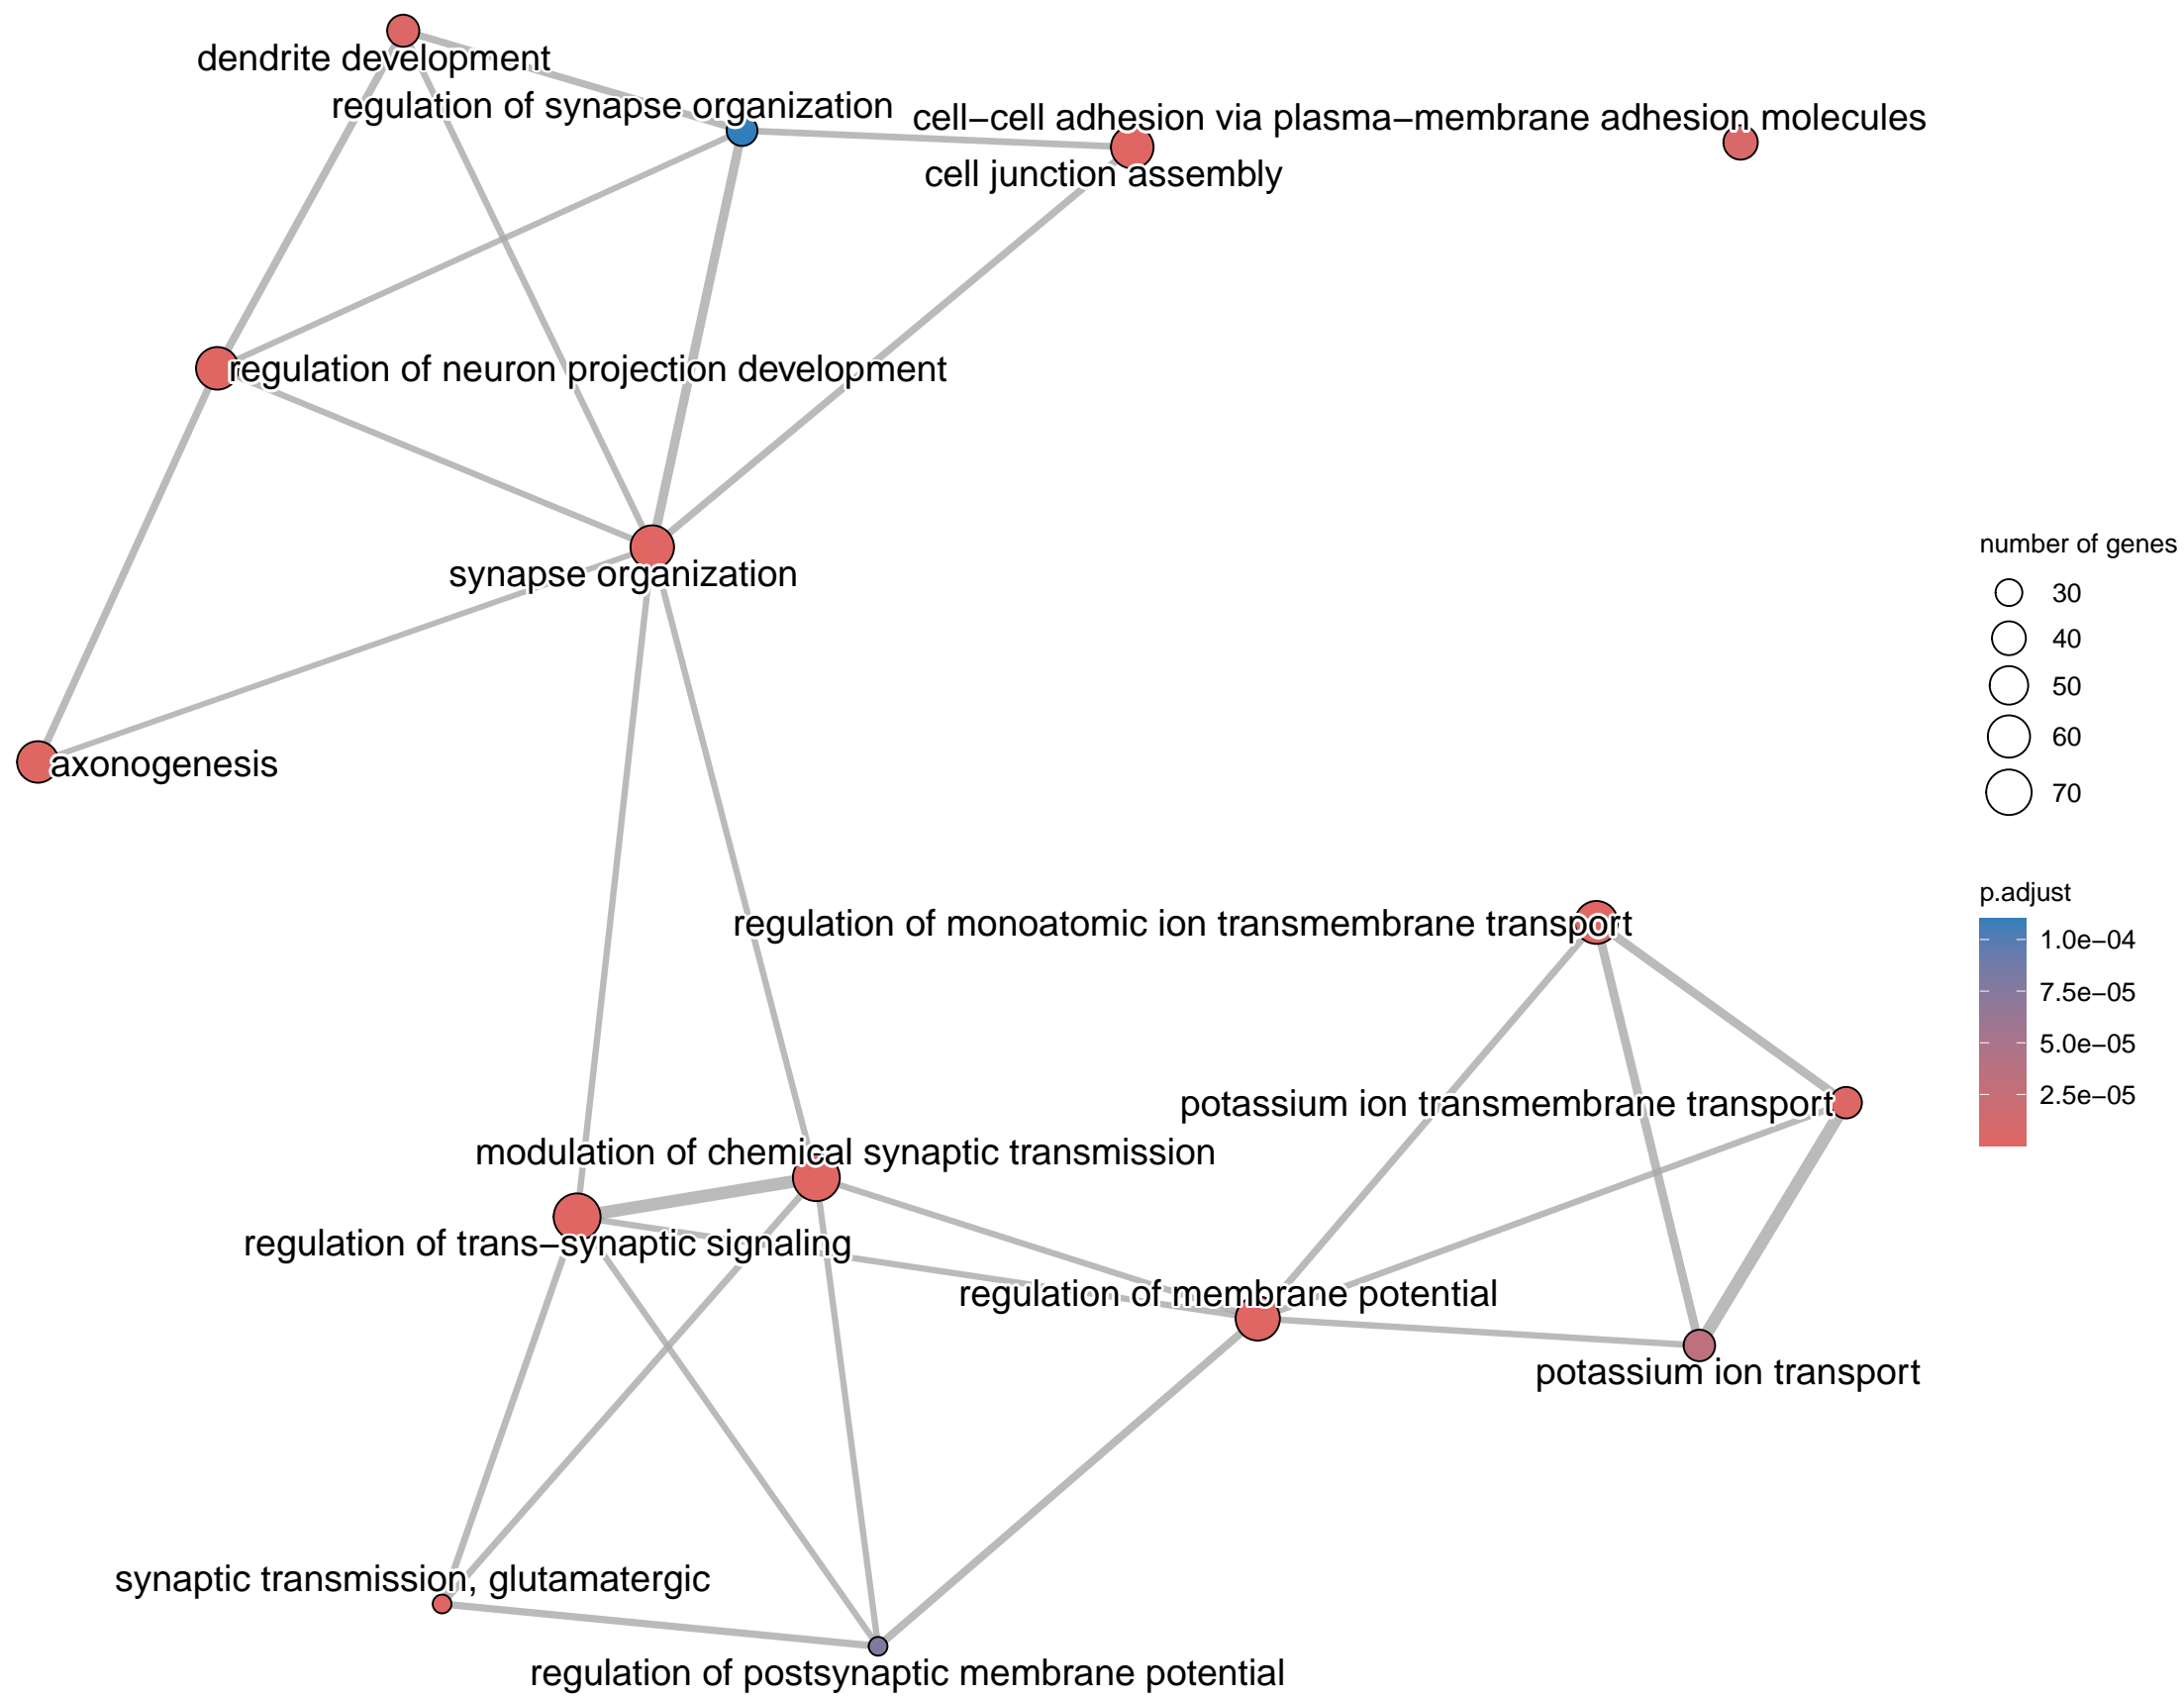 dendrite development
regulation of synapse organization
cell−cell adhesion via plasma−membrane adhesion molecules
cell junction assembly
regulation of neuron projection development
synapse organization
axonogenesis
regulation of monoatomic ion transmembrane transport
potassium ion transmembrane transport
modulation of chemical synaptic transmission
regulation of trans−synaptic signaling
regulation of membrane potential
potassium ion transport
synaptic transmission, glutamatergic
regulation of postsynaptic membrane potential
number of genes
30
40
50
60
70
p.adjust
1.0e−04
7.5e−05
5.0e−05
2.5e−05